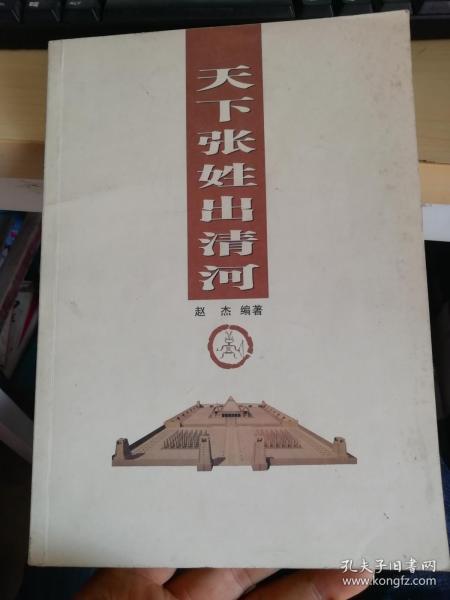 天下张姓出清河
赵 杰 编著
孔夫子旧书网
www.kongfz.com